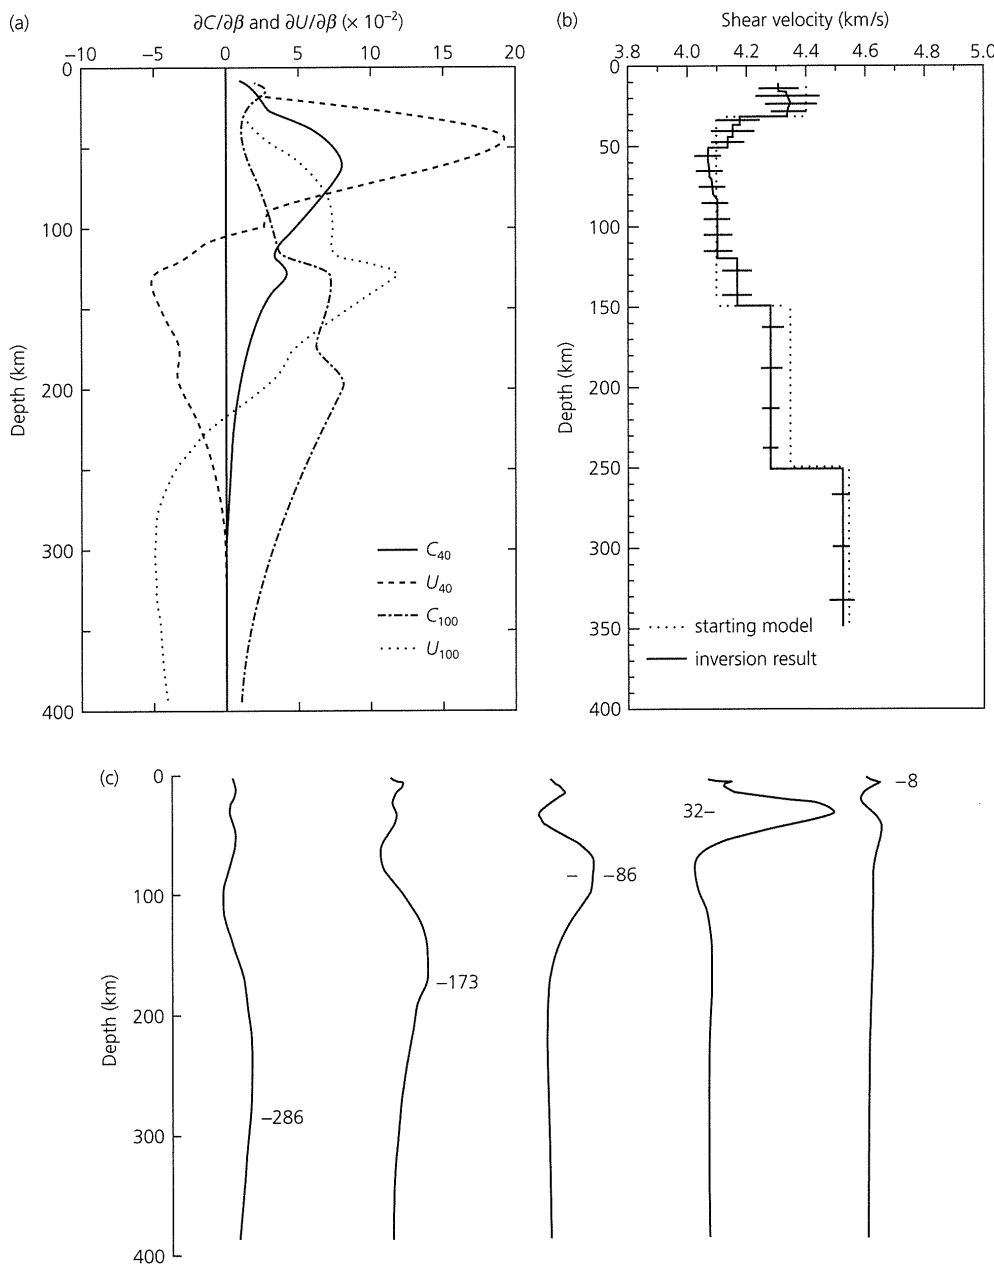 (a)
∂C/∂β and ∂U/∂β (× 10⁻²)
−10 −5 0 5 10 15 20
0
100
200
300
400
Depth (km)
C₄₀
U₄₀
C₁₀₀
U₁₀₀
(b)
Shear velocity (km/s)
3.8 4.0 4.2 4.4 4.6 4.8 5.0
0
50
100
150
200
250
300
350
400
Depth (km)
starting model
inversion result
(c)
0
100
200
300
400
Depth (km)
–286
–173
– –86
32–
–8